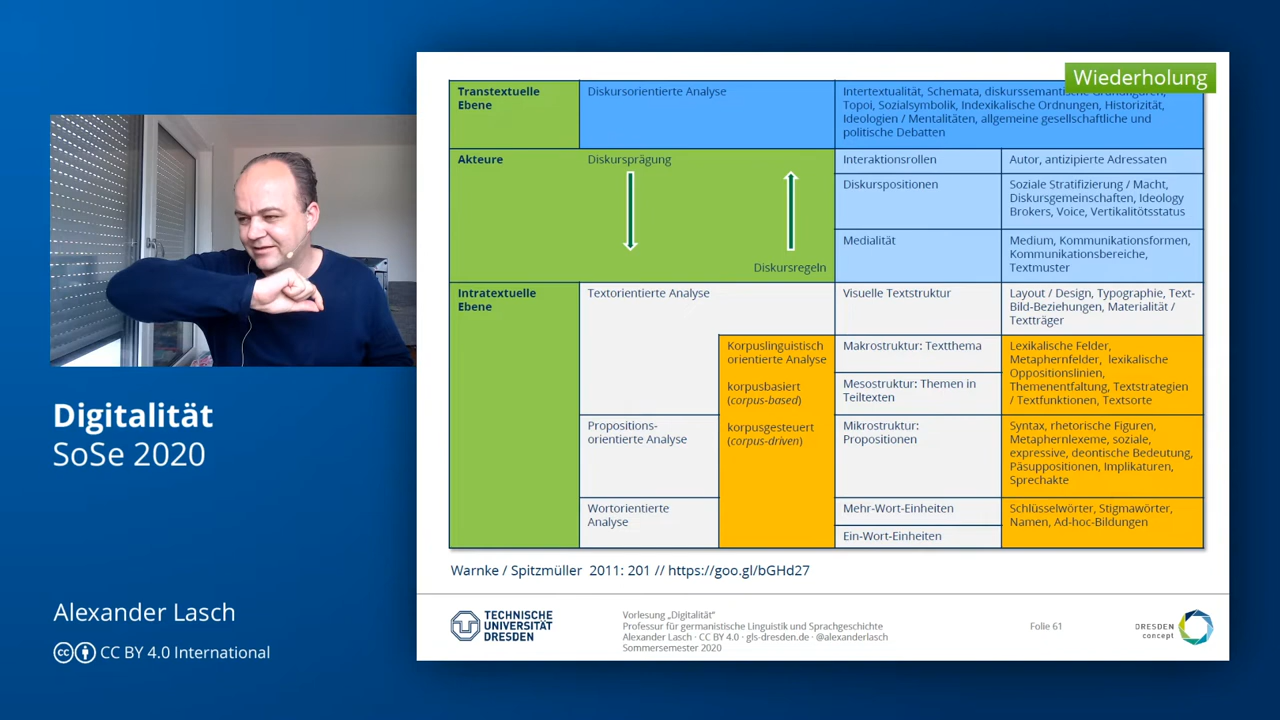 Wiederholung
Transtextuelle
Ebene
Diskursorientierte Analyse
Intertextualität, Schemata, diskurssemantische Grundfiguren,
Topoi, Sozialsymbolik, Indexikalische Ordnungen, Historizität,
Ideologien / Mentalitäten, allgemeine gesellschaftliche und
politische Debatten
Akteure
Diskursprägung
Diskursregeln
Interaktionsrollen
Autor, antizipierte Adressaten
Diskurspositionen
Soziale Stratifizierung / Macht,
Diskursgemeinschaften, Ideology
Brokers, Voice, Vertikalitötsstatus
Medialität
Medium, Kommunikationsformen,
Kommunikationsbereiche,
Textmuster
Intratextuelle
Ebene
Textorientierte Analyse
Visuelle Textstruktur
Layout / Design, Typographie, Text-
Bild-Beziehungen, Materialität /
Textträger
Korpuslinguistisch
orientierte Analyse
korpusbasiert
(corpus-based)
korpusgesteuert
(corpus-driven)
Makrostruktur: Textthema
Mesostruktur: Themen in
Teiltexten
Lexikalische Felder,
Metaphernfelder, lexikalische
Oppositionslinien,
Themenentfaltung, Textstrategien
/ Textfunktionen, Textsorte
Propositions-
orientierte Analyse
Mikrostruktur:
Propositionen
Syntax, rhetorische Figuren,
Metaphernlexeme, soziale,
expressive, deontische Bedeutung,
Päsuppositionen, Implikaturen,
Sprechakte
Wortorientierte
Analyse
Mehr-Wort-Einheiten
Ein-Wort-Einheiten
Schlüsselwörter, Stigmawörter,
Namen, Ad-hoc-Bildungen
Warnke / Spitzmüller 2011: 201 // https://goo.gl/bGHd27
TECHNISCHE
UNIVERSITÄT
DRESDEN
Vorlesung „Digitalität“
Professur für germanistische Linguistik und Sprachgeschichte
Alexander Lasch · CC BY 4.0 · gls-dresden.de · @alexanderlasch
Sommersemester 2020
Folie 61
DRESDEN
concept
Digitalität
SoSe 2020
Alexander Lasch
CC BY 4.0 International